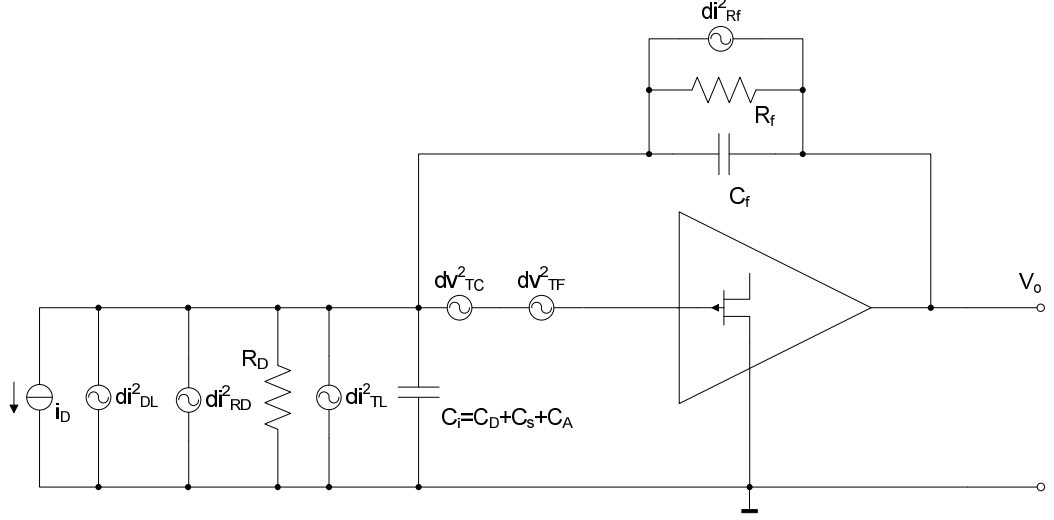 di²Rf
Rf
Cf
dv²TC
dv²TF
Vo
RD
iD
di²DL
di²RD
di²TL
Ci=CD+Cs+CA